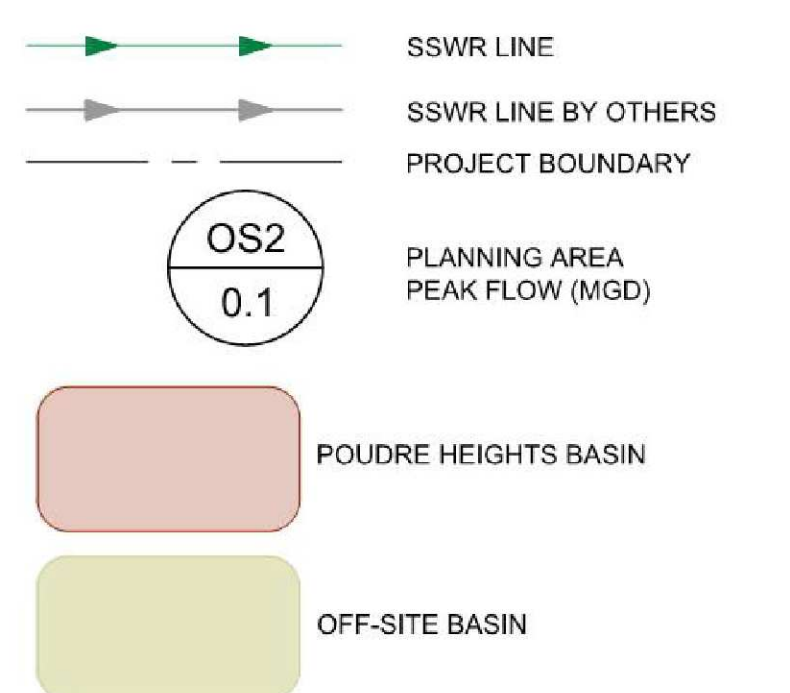 SSWR LINE
SSWR LINE BY OTHERS
PROJECT BOUNDARY
OS2
0.1
PLANNING AREA
PEAK FLOW (MGD)
POUDRE HEIGHTS BASIN
OFF-SITE BASIN